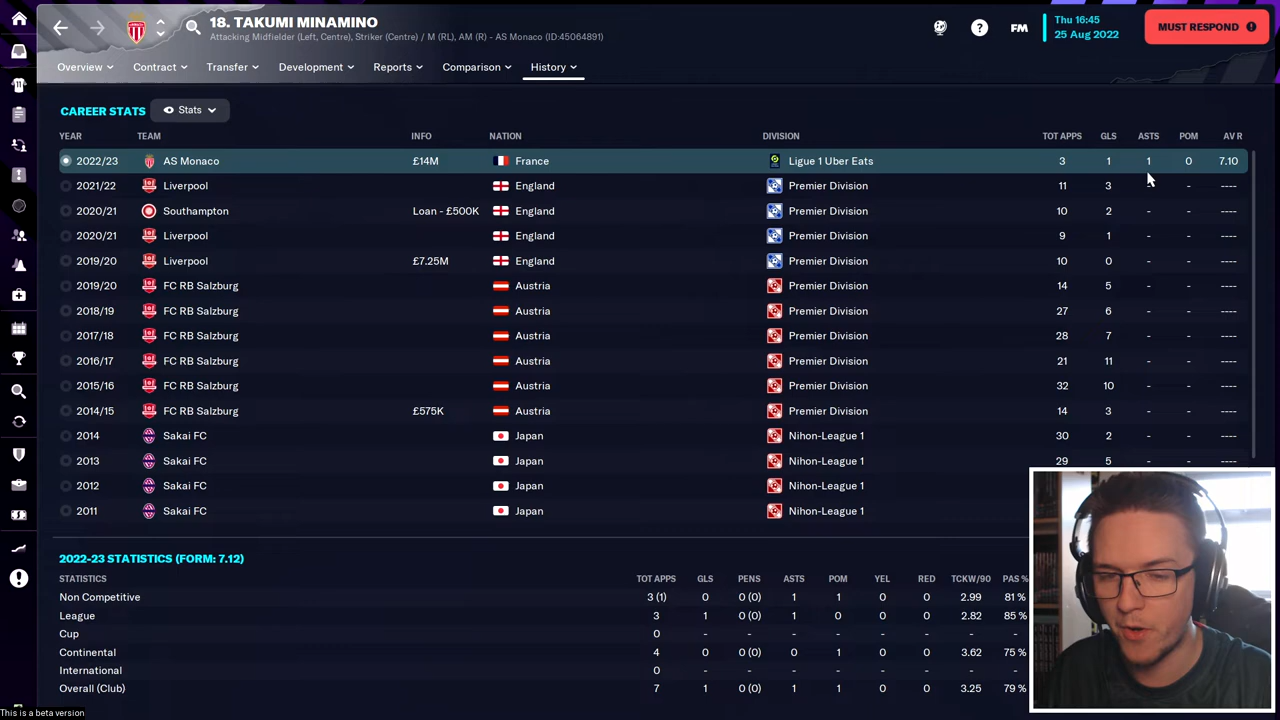 18. TAKUMI MINAMINO
Attacking Midfielder (Left, Centre), Striker (Centre) / M (RL), AM (R) - AS Monaco (ID:45064891)
FM
Thu 16:45
25 Aug 2022
MUST RESPOND
Overview Contract Transfer Development Reports Comparison History
CAREER STATS Stats
YEAR TEAM INFO NATION DIVISION TOT APPS GLS ASTS POM AV R
2022/23 AS Monaco £14M France Ligue 1 Uber Eats 3 1 1 0 7.10
2021/22 Liverpool England Premier Division 11 3 - - ----
2020/21 Southampton Loan - £500K England Premier Division 10 2 - - ----
2020/21 Liverpool England Premier Division 9 1 - - ----
2019/20 Liverpool £7.25M England Premier Division 10 0 - - ----
2019/20 FC RB Salzburg Austria Premier Division 14 5 - - ----
2018/19 FC RB Salzburg Austria Premier Division 27 6 - - ----
2017/18 FC RB Salzburg Austria Premier Division 28 7 - - ----
2016/17 FC RB Salzburg Austria Premier Division 21 11 - - ----
2015/16 FC RB Salzburg Austria Premier Division 32 10 - - ----
2014/15 FC RB Salzburg £575K Austria Premier Division 14 3 - - ----
2014 Sakai FC Japan Nihon-League 1 30 2 - - ----
2013 Sakai FC Japan Nihon-League 1 29 5 - - ----
2012 Sakai FC Japan Nihon-League 1
2011 Sakai FC Japan Nihon-League 1
2022-23 STATISTICS (FORM: 7.12)
STATISTICS TOT APPS GLS PENS ASTS POM YEL RED TCKW/90 PAS %
Non Competitive 3 (1) 0 0 (0) 1 1 0 0 2.99 81 %
League 3 1 0 (0) 1 0 0 0 2.82 85 %
Cup 0 - - - - - - - -
Continental 4 0 0 (0) 0 1 0 0 3.62 75 %
International 0 - - - - - - - -
Overall (Club) 7 1 0 (0) 1 1 0 0 3.25 79 %
This is a beta version